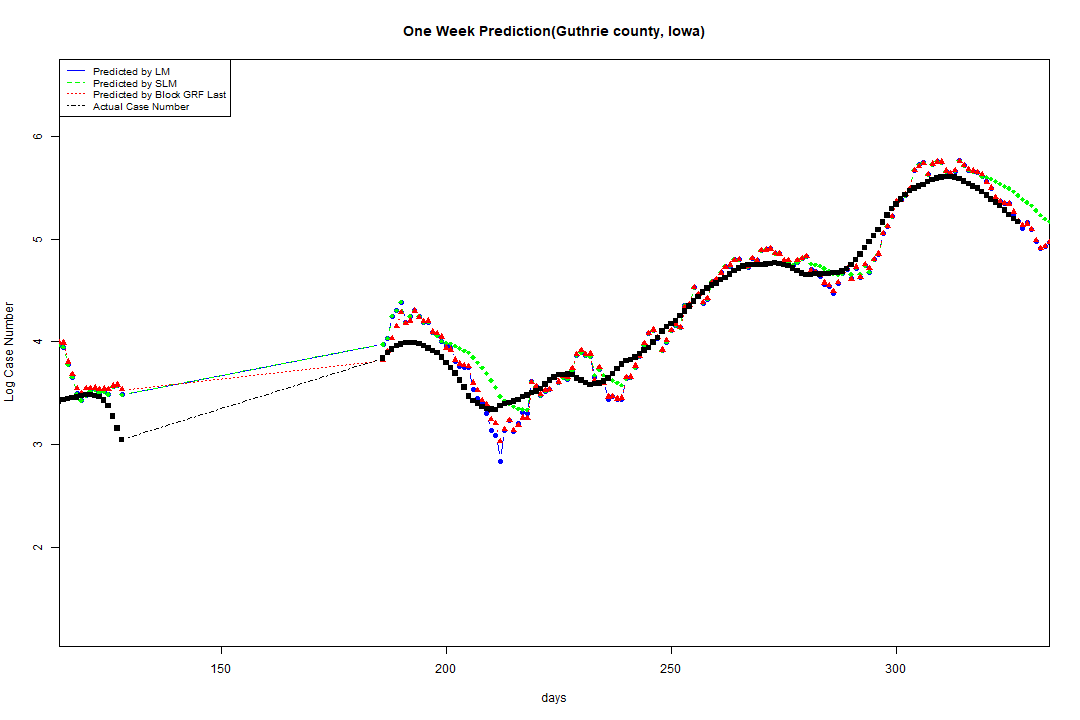 One Week Prediction(Guthrie county, Iowa)
Predicted by LM
Predicted by SLM
Predicted by Block GRF Last
Actual Case Number
Log Case Number
6
5
4
3
2
150 200 250 300
days